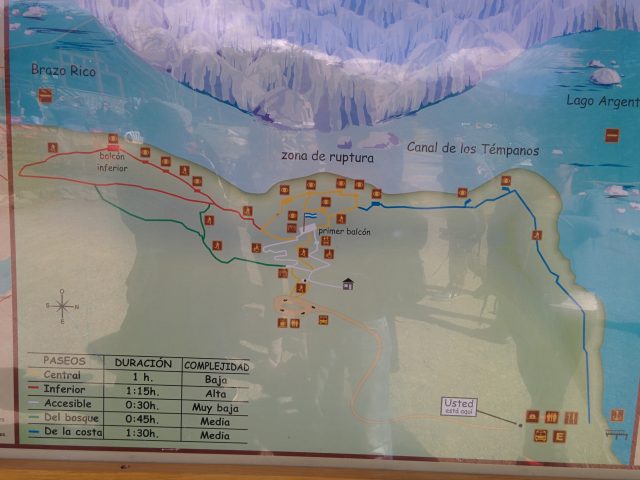 Brazo Rico
Lago Argent
Canal de los Témpanos
zona de ruptura
balcón
inferior
primer balcón
O
S
N
E
PASEOS DURACIÓN COMPLEJIDAD
Central 1 h. Baja
Inferior 1:15h. Alta
Accesible 0:30h. Muy baja
Del bosque 0:45h. Media
De la costa 1:30h. Media
Usted
está aquí
E